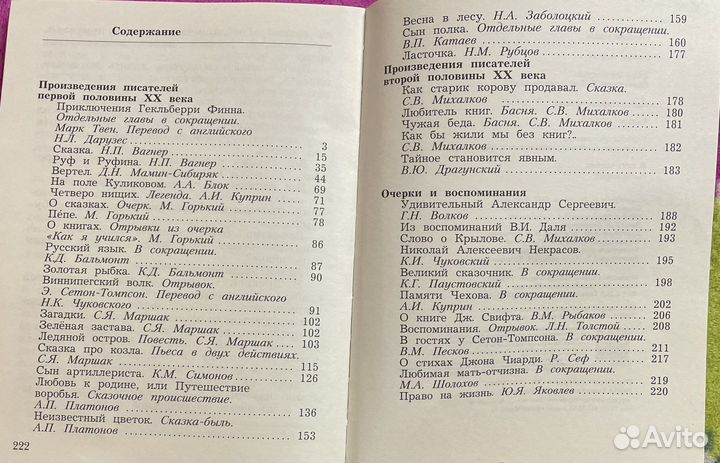 Содержание
Произведения писателей
первой половины XX века
Приключения Гекльберри Финна.
Отдельные главы в сокращении.
Марк Твен. Перевод с английского
Н.Л. Дарузес 3
Сказка. Н.П. Вагнер 15
Руф и Руфина. Н.П. Вагнер 35
Вертел. Д.Н. Мамин-Сибиряк 44
На поле Куликовом. А.А. Блок 69
Четверо нищих. Легенда. А.И. Куприн 71
О сказках. Очерк. М. Горький 77
Пёпе. М. Горький 78
О книгах. Отрывки из очерка
«Как я учился». М. Горький 86
Русский язык. В сокращении.
К.Д. Бальмонт 87
Золотая рыбка. К.Д. Бальмонт 90
Виннипегский волк. Отрывок.
Э. Сетон-Томпсон. Перевод с английского
Н.К. Чуковского 91
Загадки. С.Я. Маршак 102
Зелёная застава. С.Я. Маршак 102
Ледяной остров. Повесть. С.Я. Маршак 103
Сказка про козла. Пьеса в двух действиях.
С.Я. Маршак 115
Сын артиллериста. К.М. Симонов 126
Любовь к родине, или Путешествие
воробья. Сказочное происшествие.
А.П. Платонов 136
Неизвестный цветок. Сказка-быль.
А.П. Платонов 153
222
Весна в лесу. Н.А. Заболоцкий 159
Сын полка. Отдельные главы в сокращении.
В.П. Катаев 160
Ласточка. Н.М. Рубцов 177
Произведения писателей
второй половины XX века
Как старик корову продавал. Сказка.
С.В. Михалков 178
Любитель книг. Басня. С.В. Михалков 180
Чужая беда. Басня. С.В. Михалков 181
Как бы жили мы без книг?..
С.В. Михалков 182
Тайное становится явным.
В.Ю. Драгунский 183
Очерки и воспоминания
Удивительный Александр Сергеевич.
Г.Н. Волков 188
Из воспоминаний В.И. Даля 192
Слово о Крылове. С.В. Михалков 193
Николай Алексеевич Некрасов.
К.И. Чуковский 195
Великий сказочник. В сокращении.
К.Г. Паустовский 198
Памяти Чехова. В сокращении.
А.И. Куприн 202
О книге Дж. Свифта. В.М. Рыбаков 206
Воспоминания. Отрывок. Л.Н. Толстой 208
В гостях у Сетон-Томпсона. В сокращении.
В.М. Песков 211
О стихах Джона Чиарди. Р. Сеф 217
Любимая мать-отчизна. В сокращении.
М.А. Шолохов 219
Право на жизнь. Ю.Я. Яковлев 220
Avito